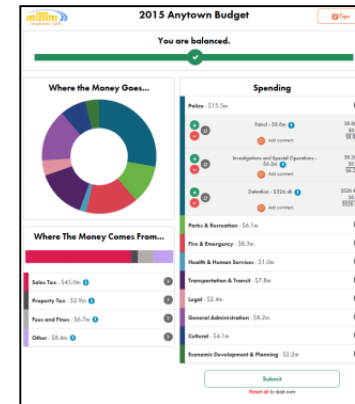 2015 Anytown Budget
Tips
You are balanced.
Where the Money Goes...
Spending
Police - $15.5m
Patrol - $8.8m
Add comment
Investigations and Special Operations -
$6.2m
Add comment
Detention - $526.4k
Add comment
Parks & Recreation - $6.1m
Fire & Emergency - $8.3m
Health & Human Services - $1.0m
Transportation & Transit - $7.8m
Legal - $2.4m
General Administration - $8.2m
Cultural - $4.1m
Economic Development & Planning - $2.2m
Where The Money Comes From...
Sales Tax - $45.0m
Property Tax - $2.9m
Fees and Fines - $6.7m
Other - $8.4m
Submit
Reset all to start over